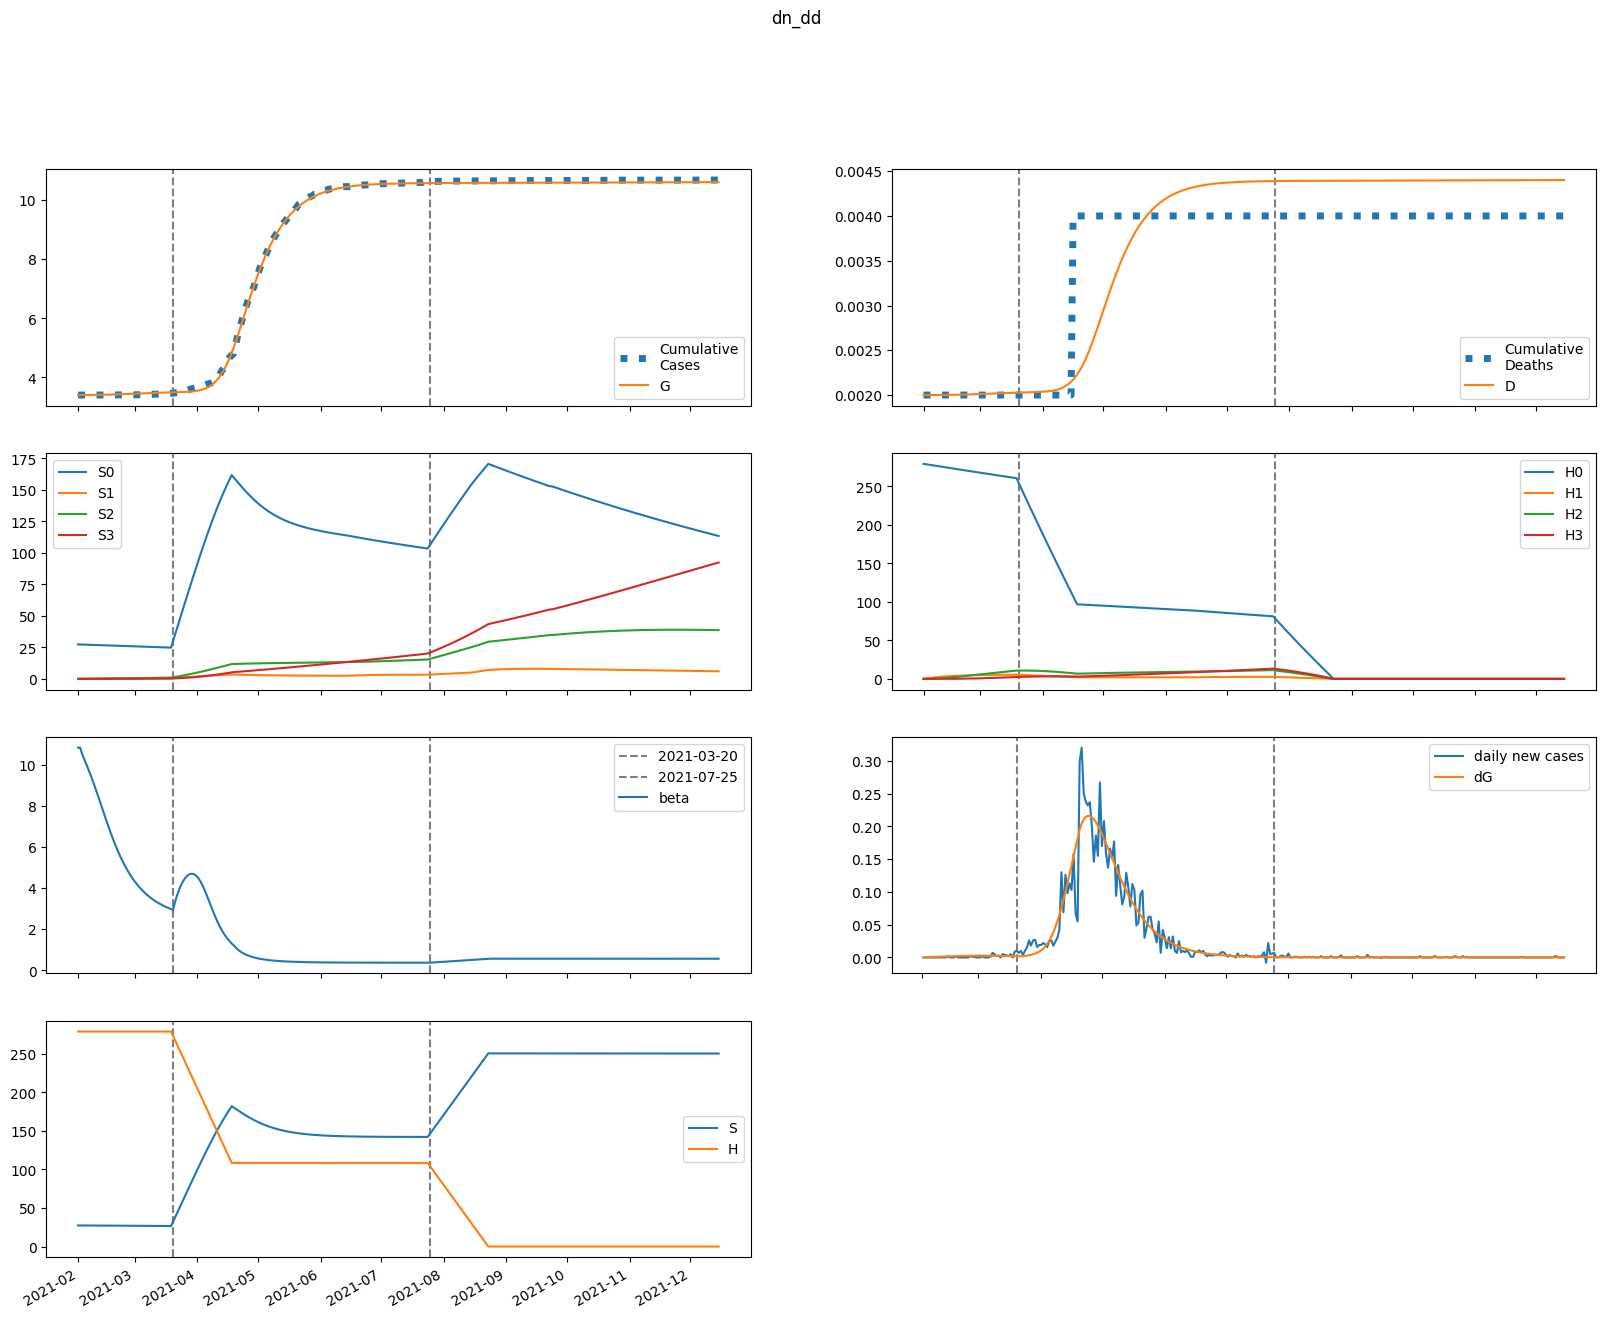 dn_dd
10
8
6
4
Cumulative
Cases
G
0.0045
0.0040
0.0035
0.0030
0.0025
0.0020
Cumulative
Deaths
D
175
150
125
100
75
50
25
0
S0
S1
S2
S3
250
200
150
100
50
0
H0
H1
H2
H3
10
8
6
4
2
0
2021-03-20
2021-07-25
beta
0.30
0.25
0.20
0.15
0.10
0.05
0.00
daily new cases
dG
250
200
150
100
50
0
S
H
2021-02
2021-03
2021-04
2021-05
2021-06
2021-07
2021-08
2021-09
2021-10
2021-11
2021-12